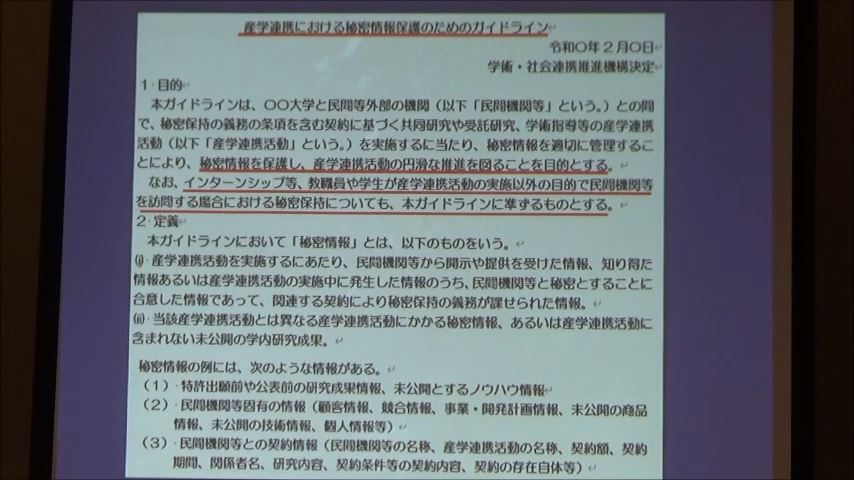 産学連携における秘密情報保護のためのガイドライン
令和〇年2月〇日
学術・社会連携推進機構決定
1 目的
本ガイドラインは、〇〇大学と民間等外部の機関（以下「民間機関等」という。）との間
で、秘密保持の義務の条項を含む契約に基づく共同研究や受託研究、学術指導等の産学連携
活動（以下「産学連携活動」という。）を実施するに当たり、秘密情報を適切に管理するこ
とにより、秘密情報を保護し、産学連携活動の円滑な推進を図ることを目的とする。
なお、インターンシップ等、教職員や学生が産学連携活動の実施以外の目的で民間機関等
を訪問する場合における秘密保持についても、本ガイドラインに準ずるものとする。
2 定義
本ガイドラインにおいて「秘密情報」とは、以下のものをいう。
(i) 産学連携活動を実施するにあたり、民間機関等から開示や提供を受けた情報、知り得た
情報あるいは産学連携活動の実施中に発生した情報のうち、民間機関等と秘密とすることに
合意した情報であって、関連する契約により秘密保持の義務が課せられた情報。
(ii) 当該産学連携活動とは異なる産学連携活動にかかる秘密情報、あるいは産学連携活動に
含まれない未公開の学内研究成果。
秘密情報の例には、次のような情報がある。
（1） 特許出願前や公表前の研究成果情報、未公開とするノウハウ情報
（2） 民間機関等固有の情報（顧客情報、競合情報、事業・開発計画情報、未公開の商品
情報、未公開の技術情報、個人情報等）
（3） 民間機関等との契約情報（民間機関等の名称、産学連携活動の名称、契約額、契約
期間、関係者名、研究内容、契約条件等の契約内容、契約の存在自体等）